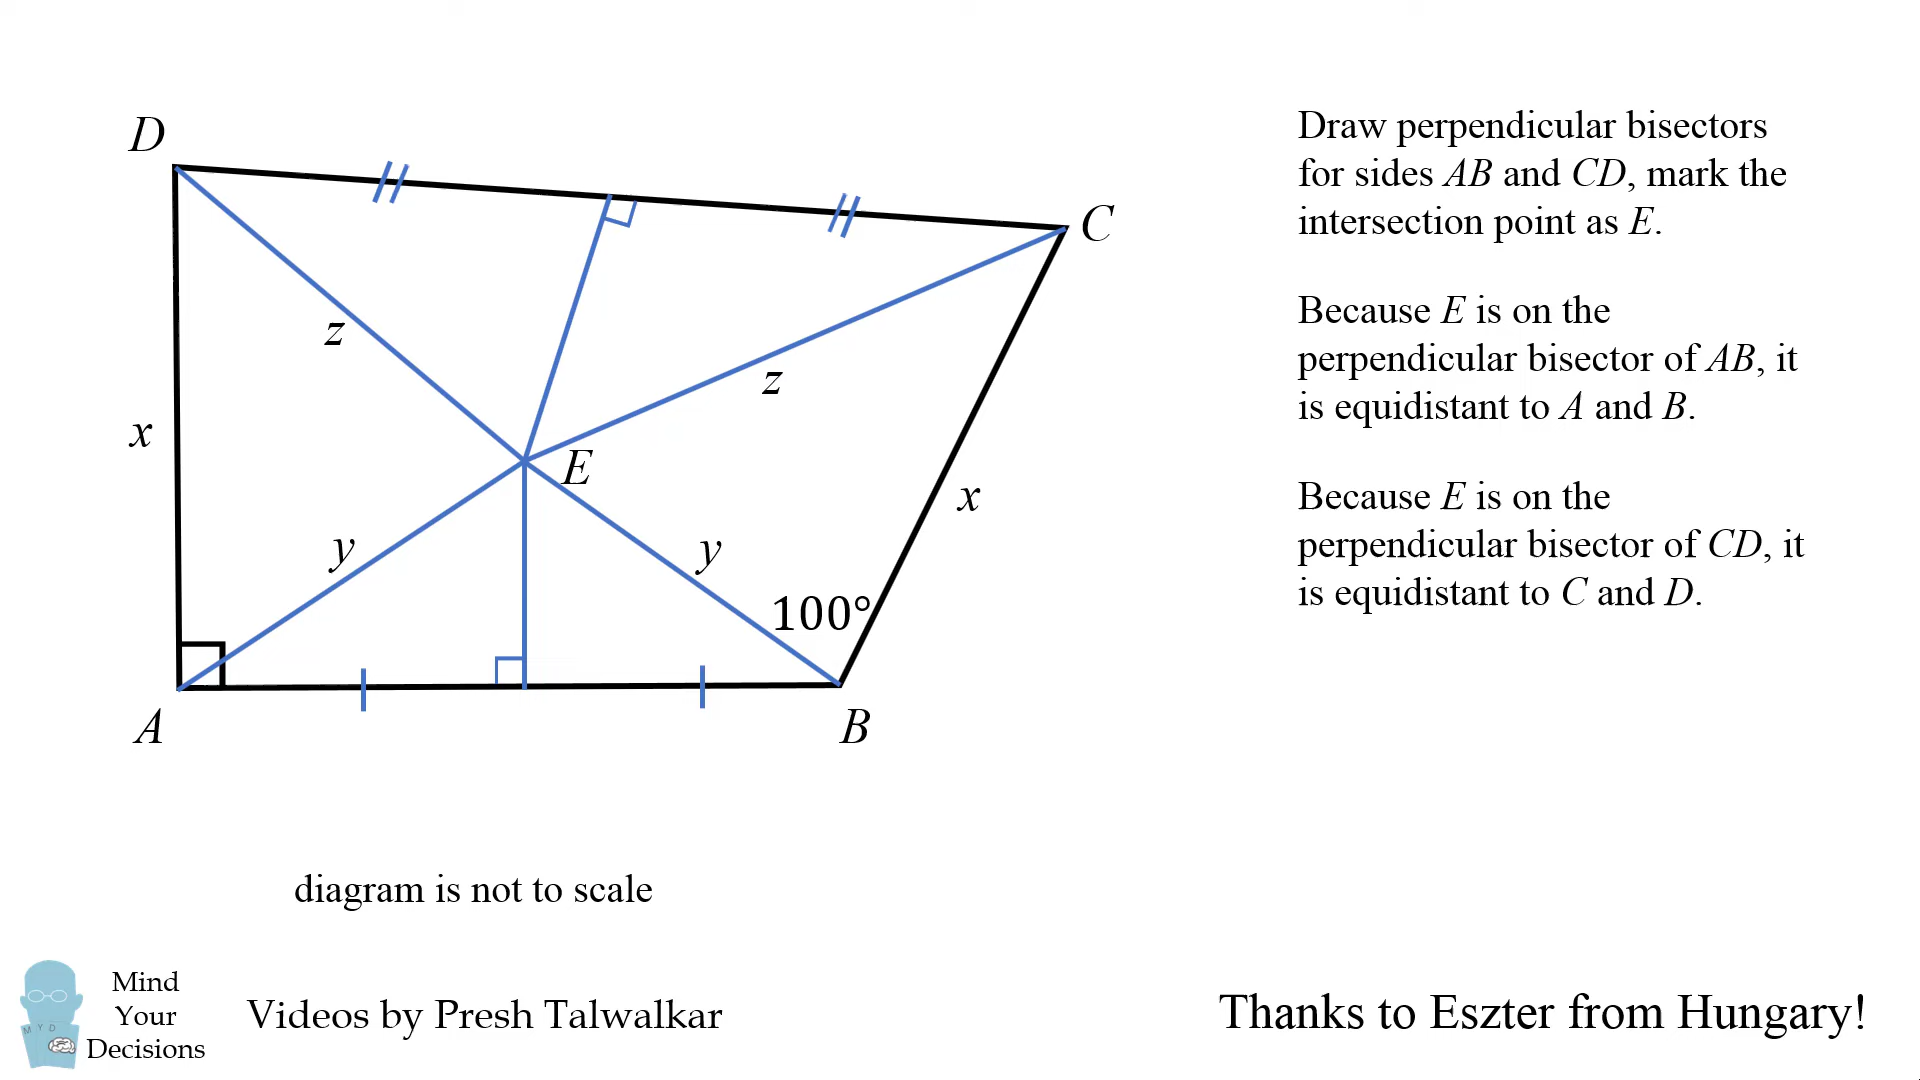 D
C
Draw perpendicular bisectors
for sides AB and CD, mark the
intersection point as E.
Because E is on the
perpendicular bisector of AB, it
is equidistant to A and B.
Because E is on the
perpendicular bisector of CD, it
is equidistant to C and D.
z
z
x
E
x
y
y
100°
A
B
diagram is not to scale
MYD
Mind
Your
Decisions
Videos by Presh Talwalkar
Thanks to Eszter from Hungary!